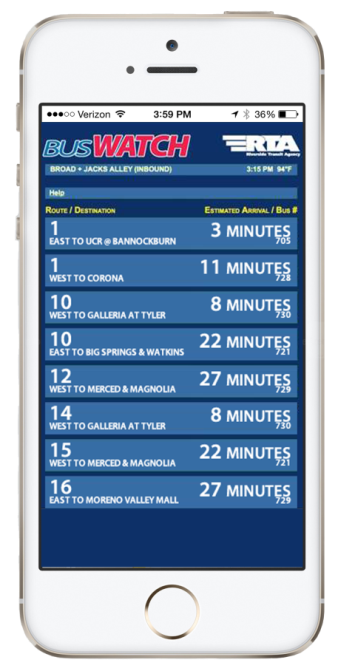 Verizon 3:59 PM 36%
BUSWATCH RTA
Riverside Transit Agency
BROAD + JACKS ALLEY (INBOUND) 3:15 PM 94°F
Help
ROUTE / DESTINATION ESTIMATED ARRIVAL / BUS #
1 3 MINUTES
EAST TO UCR @ BANNOCKBURN 705
1 11 MINUTES
WEST TO CORONA 728
10 8 MINUTES
WEST TO GALLERIA AT TYLER 730
10 22 MINUTES
EAST TO BIG SPRINGS & WATKINS 721
12 27 MINUTES
WEST TO MERCED & MAGNOLIA 729
14 8 MINUTES
WEST TO GALLERIA AT TYLER 730
15 22 MINUTES
WEST TO MERCED & MAGNOLIA 721
16 27 MINUTES
EAST TO MORENO VALLEY MALL 729